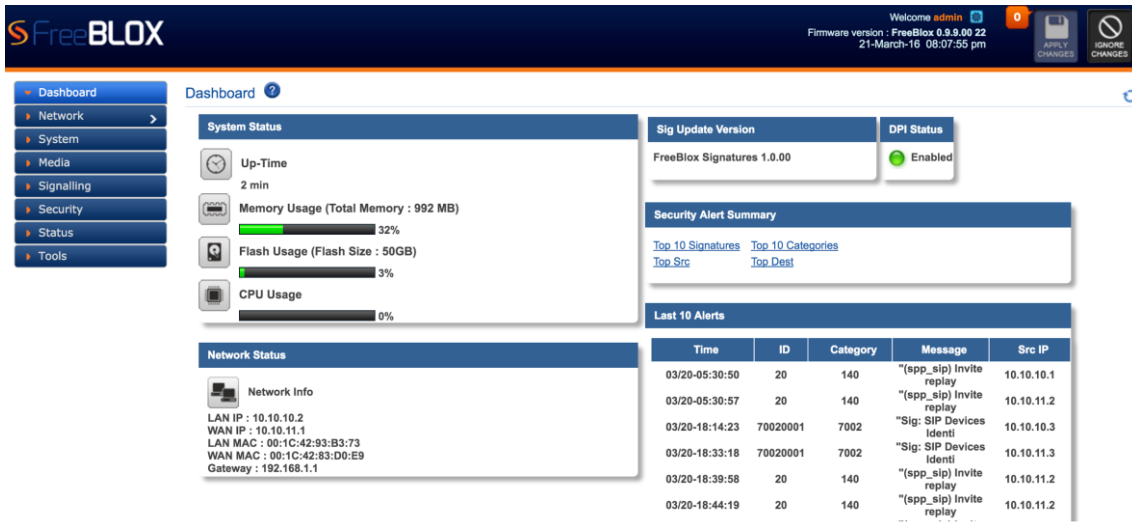 FreeBLOX
Welcome admin
Firmware version : FreeBlox 0.9.9.00 22
21-March-16 08:07:55 pm
0
APPLY
CHANGES
IGNORE
CHANGES
Dashboard
Network
System
Media
Signalling
Security
Status
Tools
Dashboard ?
System Status
Up-Time
2 min
Memory Usage (Total Memory : 992 MB)
32%
Flash Usage (Flash Size : 50GB)
3%
CPU Usage
0%
Network Status
Network Info
LAN IP : 10.10.10.2
WAN IP : 10.10.11.1
LAN MAC : 00:1C:42:93:B3:73
WAN MAC : 00:1C:42:83:D0:E9
Gateway : 192.168.1.1
Sig Update Version
FreeBlox Signatures 1.0.00
DPI Status
Enabled
Security Alert Summary
Top 10 Signatures Top 10 Categories
Top Src Top Dest
Last 10 Alerts
Time ID Category Message Src IP
03/20-05:30:50 20 140 "(spp_sip) Invite replay 10.10.10.1
03/20-05:30:57 20 140 "(spp_sip) Invite replay 10.10.11.2
03/20-18:14:23 70020001 7002 "Sig: SIP Devices Identi 10.10.10.3
03/20-18:33:18 70020001 7002 "Sig: SIP Devices Identi 10.10.11.3
03/20-18:39:58 20 140 "(spp_sip) Invite replay 10.10.11.2
03/20-18:44:19 20 140 "(spp_sip) Invite replay 10.10.11.2